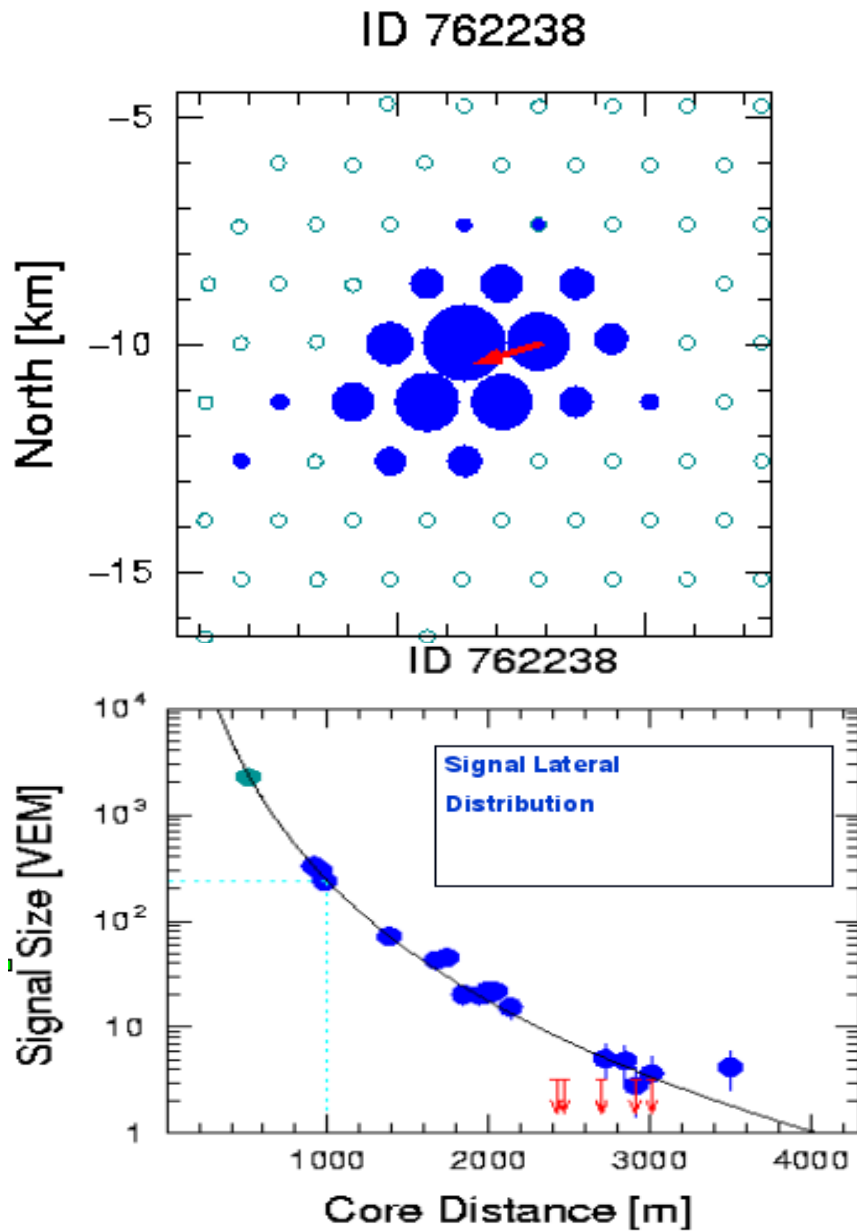 ID 762238
-5
North [km]
-10
-15
ID 762238
10^4
Signal Size [VEM]
10^3
10^2
10
1
Signal Lateral
Distribution
1000 2000 3000 4000
Core Distance [m]